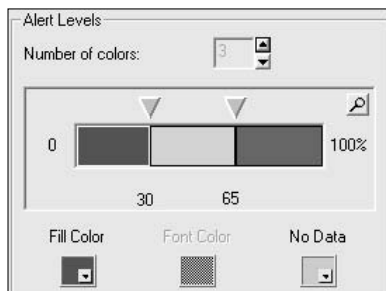 Alert Levels
Number of colors: 3
0 100%
30 65
Fill Color Font Color No Data